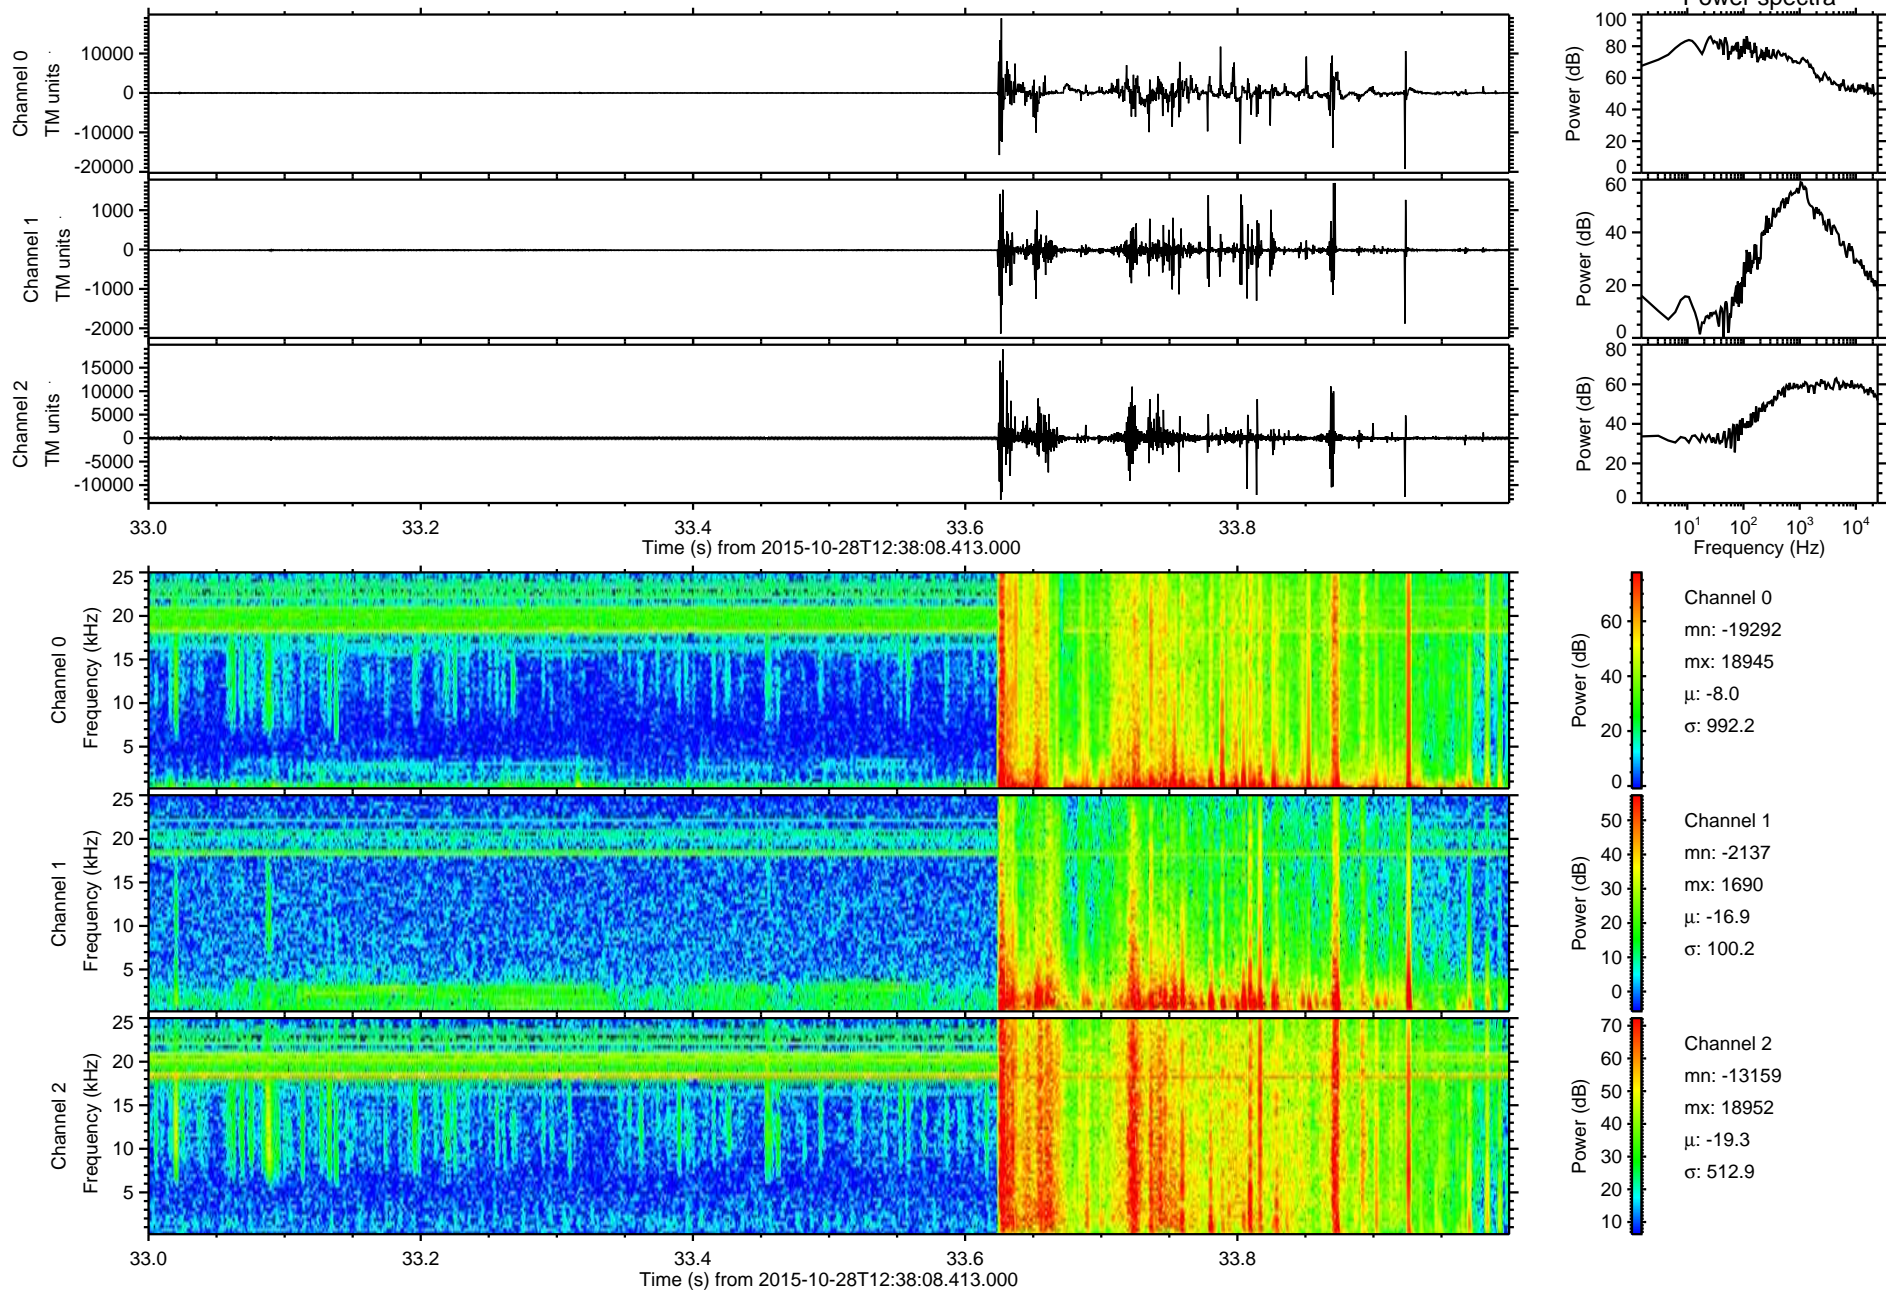 Power spectra
Channel 0
TM units
10000
0
-10000
-20000
Power (dB)
100
80
60
40
20
0
Channel 1
TM units
1000
0
-1000
-2000
Power (dB)
60
40
20
0
Channel 2
TM units
15000
10000
5000
0
-5000
-10000
Power (dB)
80
60
40
20
0
33.0 33.2 33.4 33.6 33.8
Time (s) from 2015-10-28T12:38:08.413.000
10¹ 10² 10³ 10⁴
Frequency (Hz)
Channel 0
Frequency (kHz)
25
20
15
10
5
Power (dB)
60
40
20
0
Channel 0
mn: -19292
mx: 18945
μ: -8.0
σ: 992.2
Channel 1
Frequency (kHz)
25
20
15
10
5
Power (dB)
50
40
30
20
10
0
Channel 1
mn: -2137
mx: 1690
μ: -16.9
σ: 100.2
Channel 2
Frequency (kHz)
25
20
15
10
5
Power (dB)
70
60
50
40
30
20
10
Channel 2
mn: -13159
mx: 18952
μ: -19.3
σ: 512.9
33.0 33.2 33.4 33.6 33.8
Time (s) from 2015-10-28T12:38:08.413.000